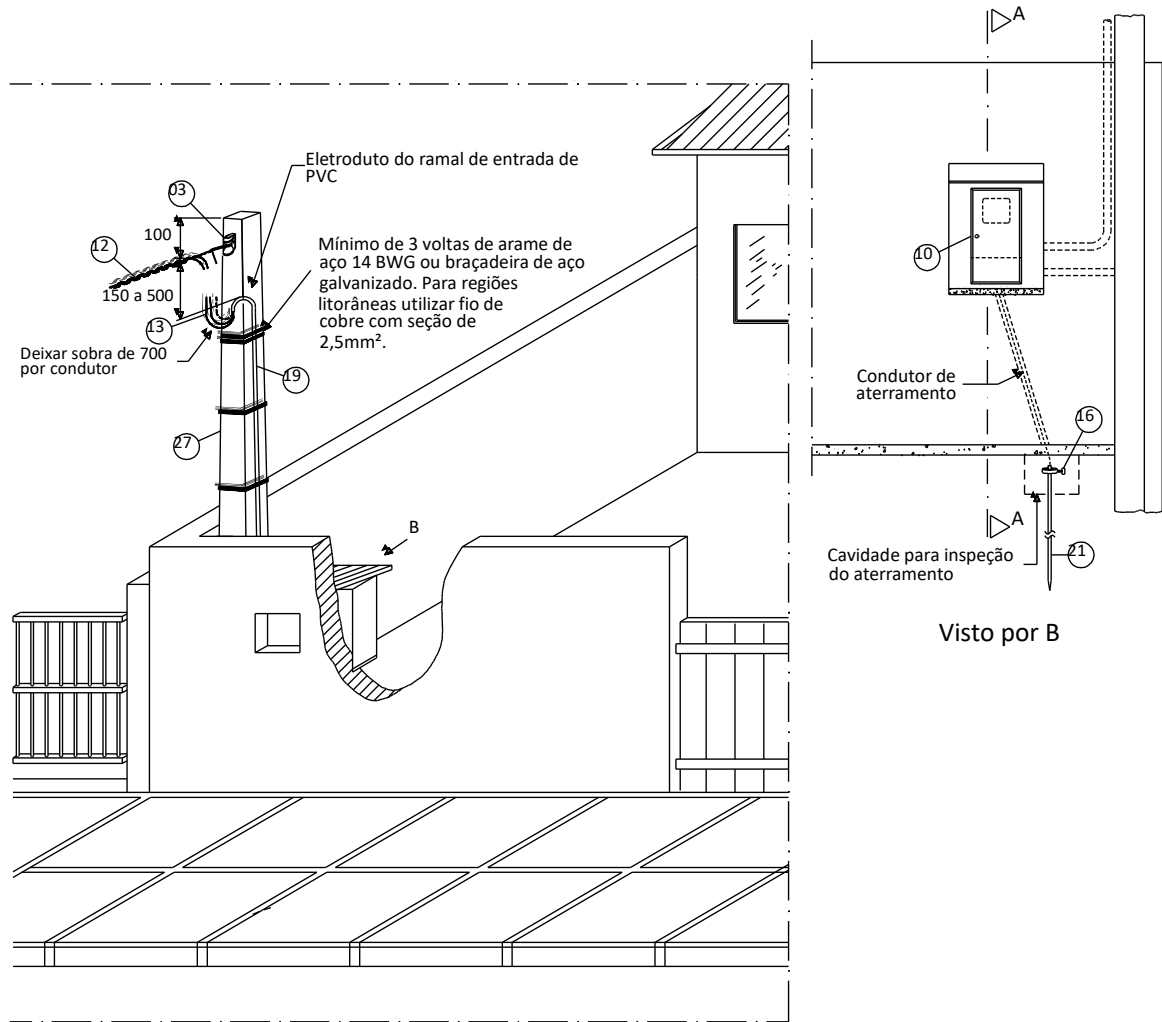 A
Eletroduto do ramal de entrada de
PVC
03
100
12
150 a 500
13
Deixar sobra de 700
por condutor
Mínimo de 3 voltas de arame de
aço 14 BWG ou braçadeira de aço
galvanizado. Para regiões
litorâneas utilizar fio de
cobre com seção de
2,5mm².
19
27
B
10
Condutor de
aterramento
16
A
Cavidade para inspeção
do aterramento
21
Visto por B